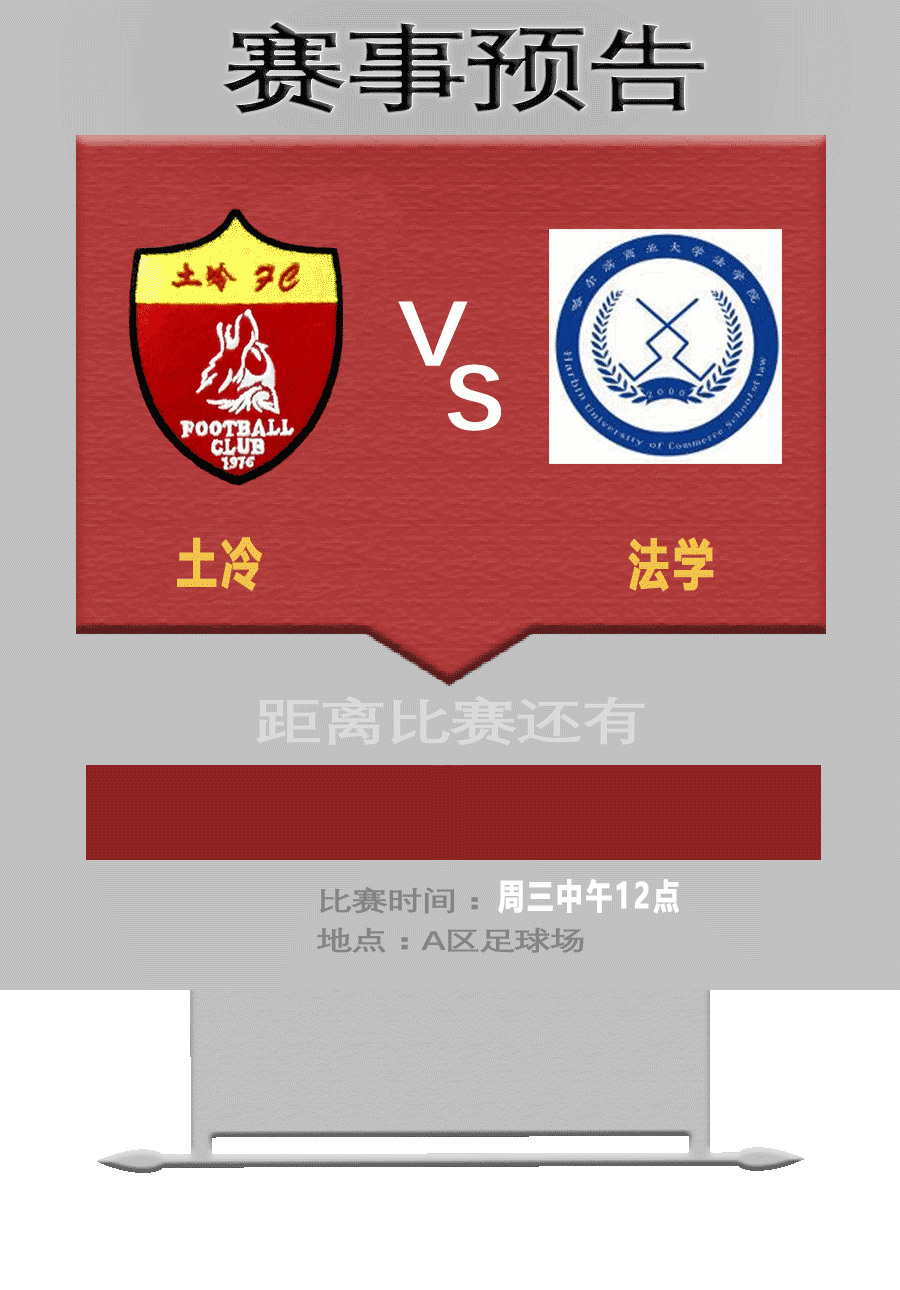 赛事预告
土冷 FC
FOOTBALL
CLUB
1976
VS
哈尔滨商业大学法学院
2000
Harbin University of Commerce School of law
土冷
法学
距离比赛还有
比赛时间：周三中午12点
地点：A区足球场